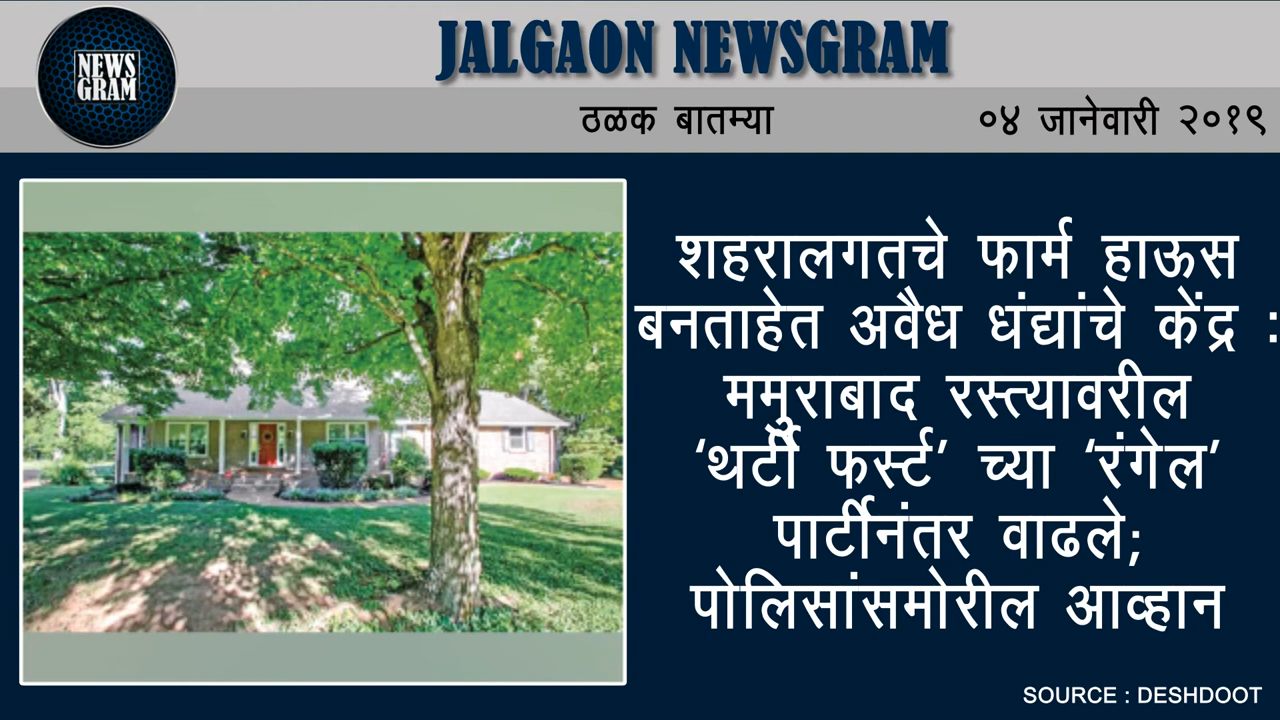 NEWS
GRAM
JALGAON NEWSGRAM
ठळक बातम्या
०४ जानेवारी २०१९
शहरालगतचे फार्म हाऊस
बनताहेत अवैध धंद्यांचे केंद्र :
ममुराबाद रस्त्यावरील
‘थर्टी फर्स्ट’ च्या ‘रंगेल’
पार्टीनंतर वाढले;
पोलिसांसमोरील आव्हान
SOURCE : DESHDOOT